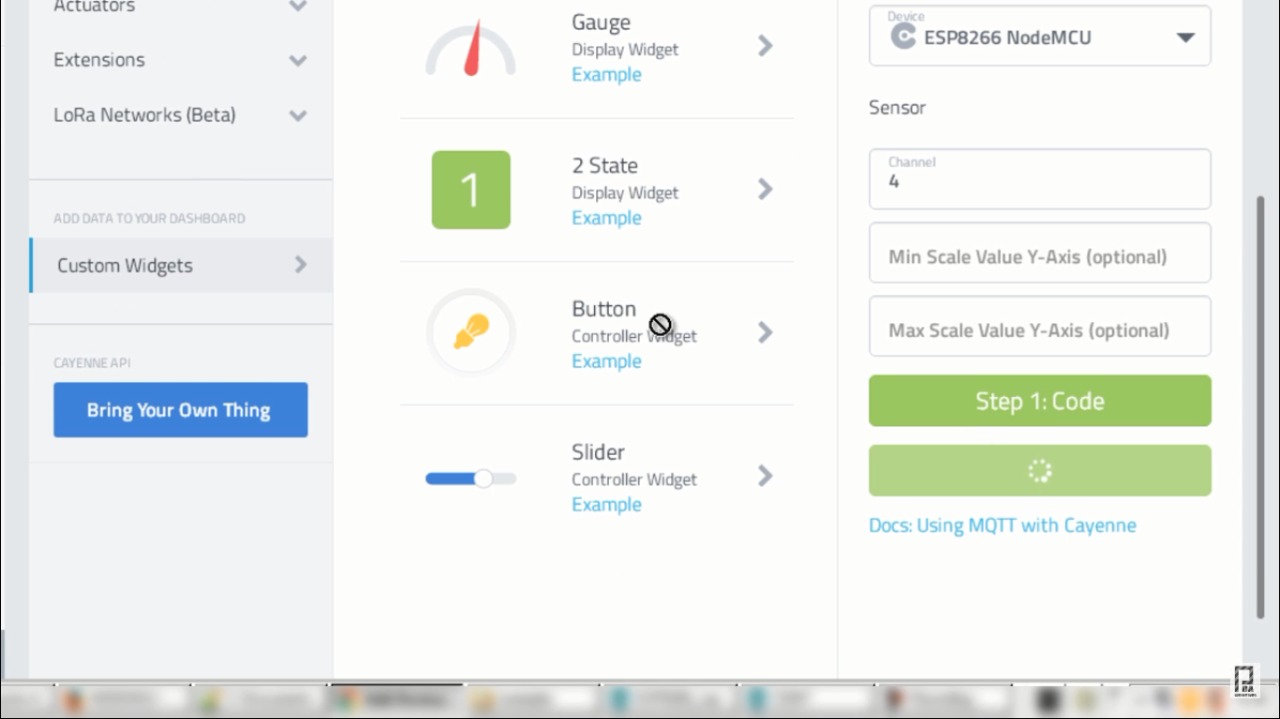 Actuators
Extensions
LoRa Networks (Beta)
ADD DATA TO YOUR DASHBOARD
Custom Widgets
CAYENNE API
Bring Your Own Thing
Gauge
Display Widget
Example
1
2 State
Display Widget
Example
Button
Controller Widget
Example
Slider
Controller Widget
Example
Device
ESP8266 NodeMCU
Sensor
Channel
4
Min Scale Value Y-Axis (optional)
Max Scale Value Y-Axis (optional)
Step 1: Code
Docs: Using MQTT with Cayenne